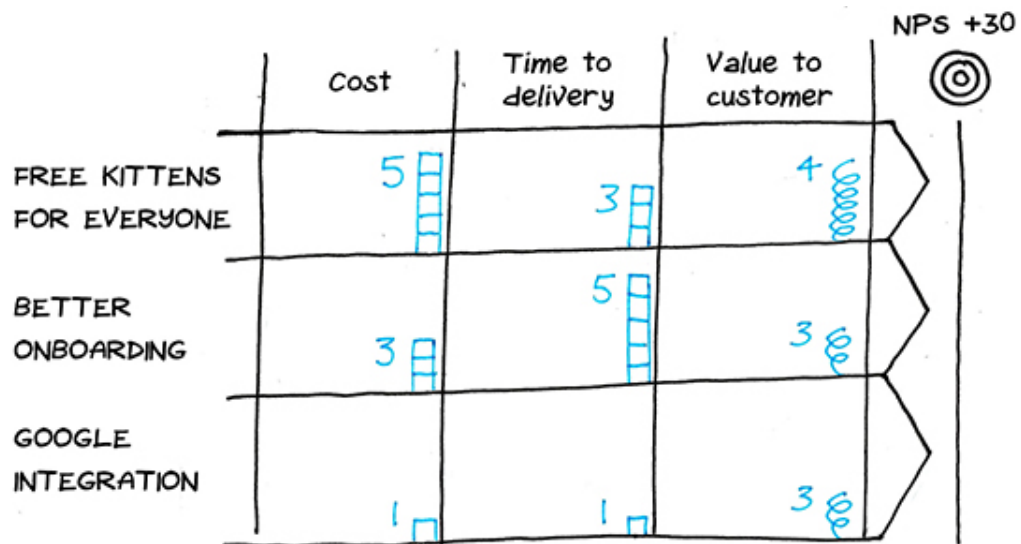 NPS +30
Cost
Time to
delivery
Value to
customer
FREE KITTENS
FOR EVERYONE
5
3
4
BETTER
ONBOARDING
3
5
3
GOOGLE
INTEGRATION
1
1
3